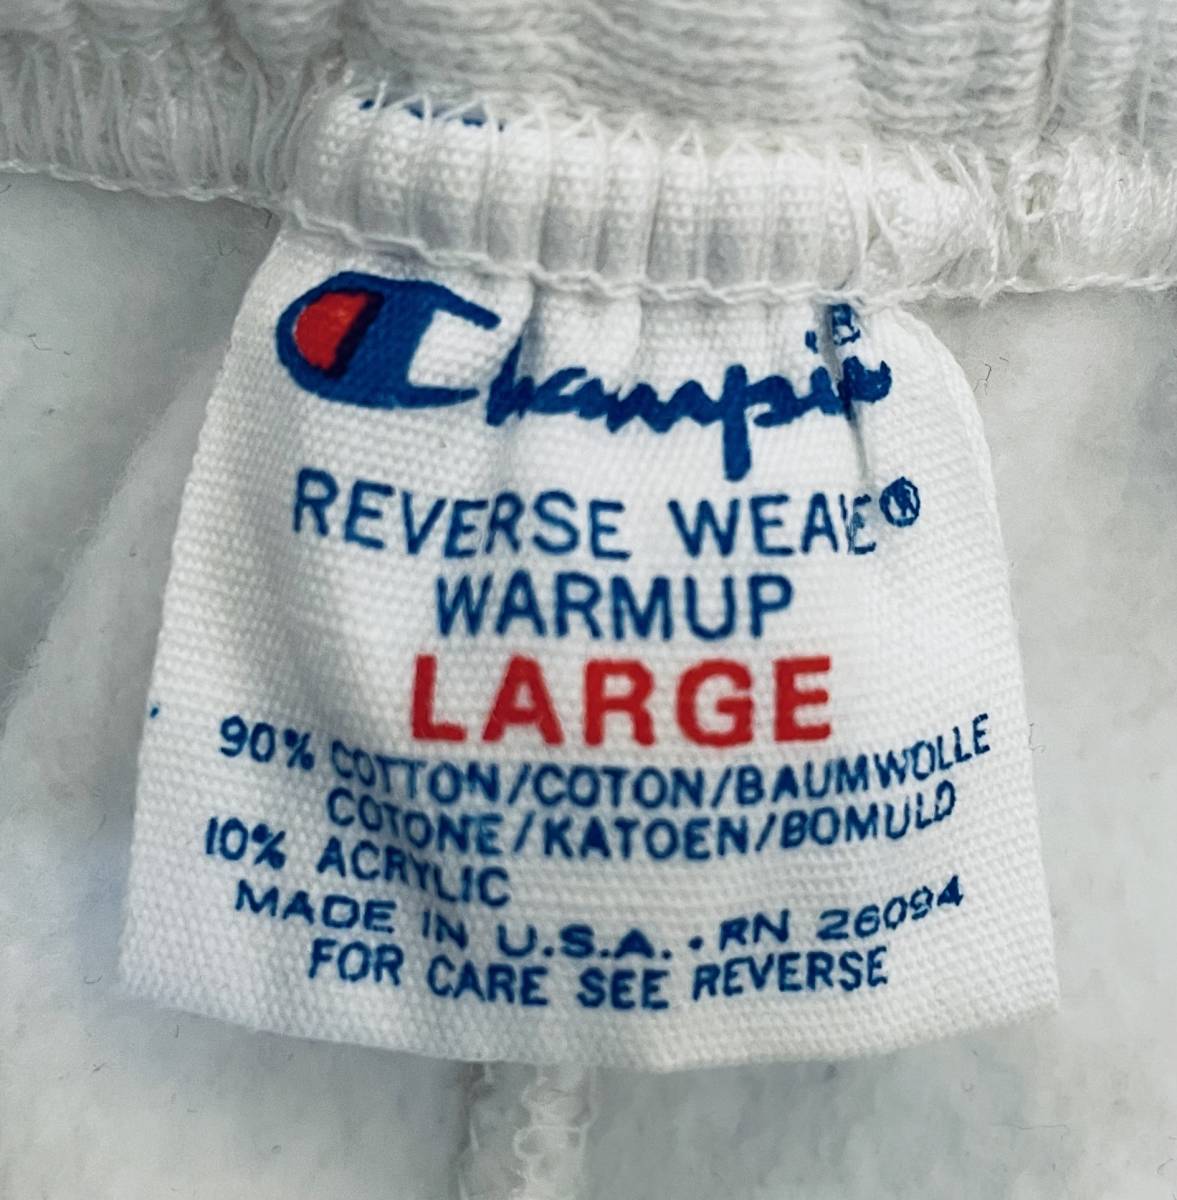 Champion
REVERSE WEAVE®
WARMUP
LARGE
90% COTTON/COTON/BAUMWOLLE
COTONE/KATOEN/BOMULD
10% ACRYLIC
MADE IN U.S.A. • RN 26094
FOR CARE SEE REVERSE